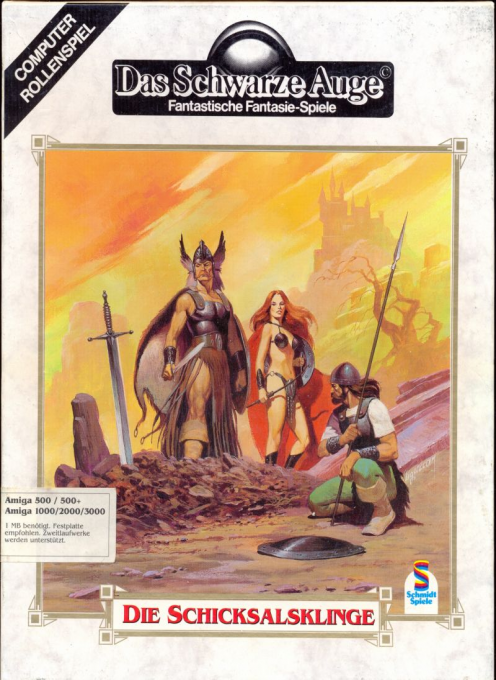 COMPUTER
ROLLENSPIEL
Das Schwarze Auge©
Fantastische Fantasie-Spiele
Amiga 500 / 500+
Amiga 1000/2000/3000
1 MB benötigt. Festplatte
empfohlen. Zweitlaufwerke
werden unterstützt.
Schmidt
Spiele
DIE SCHICKSALSKLINGE